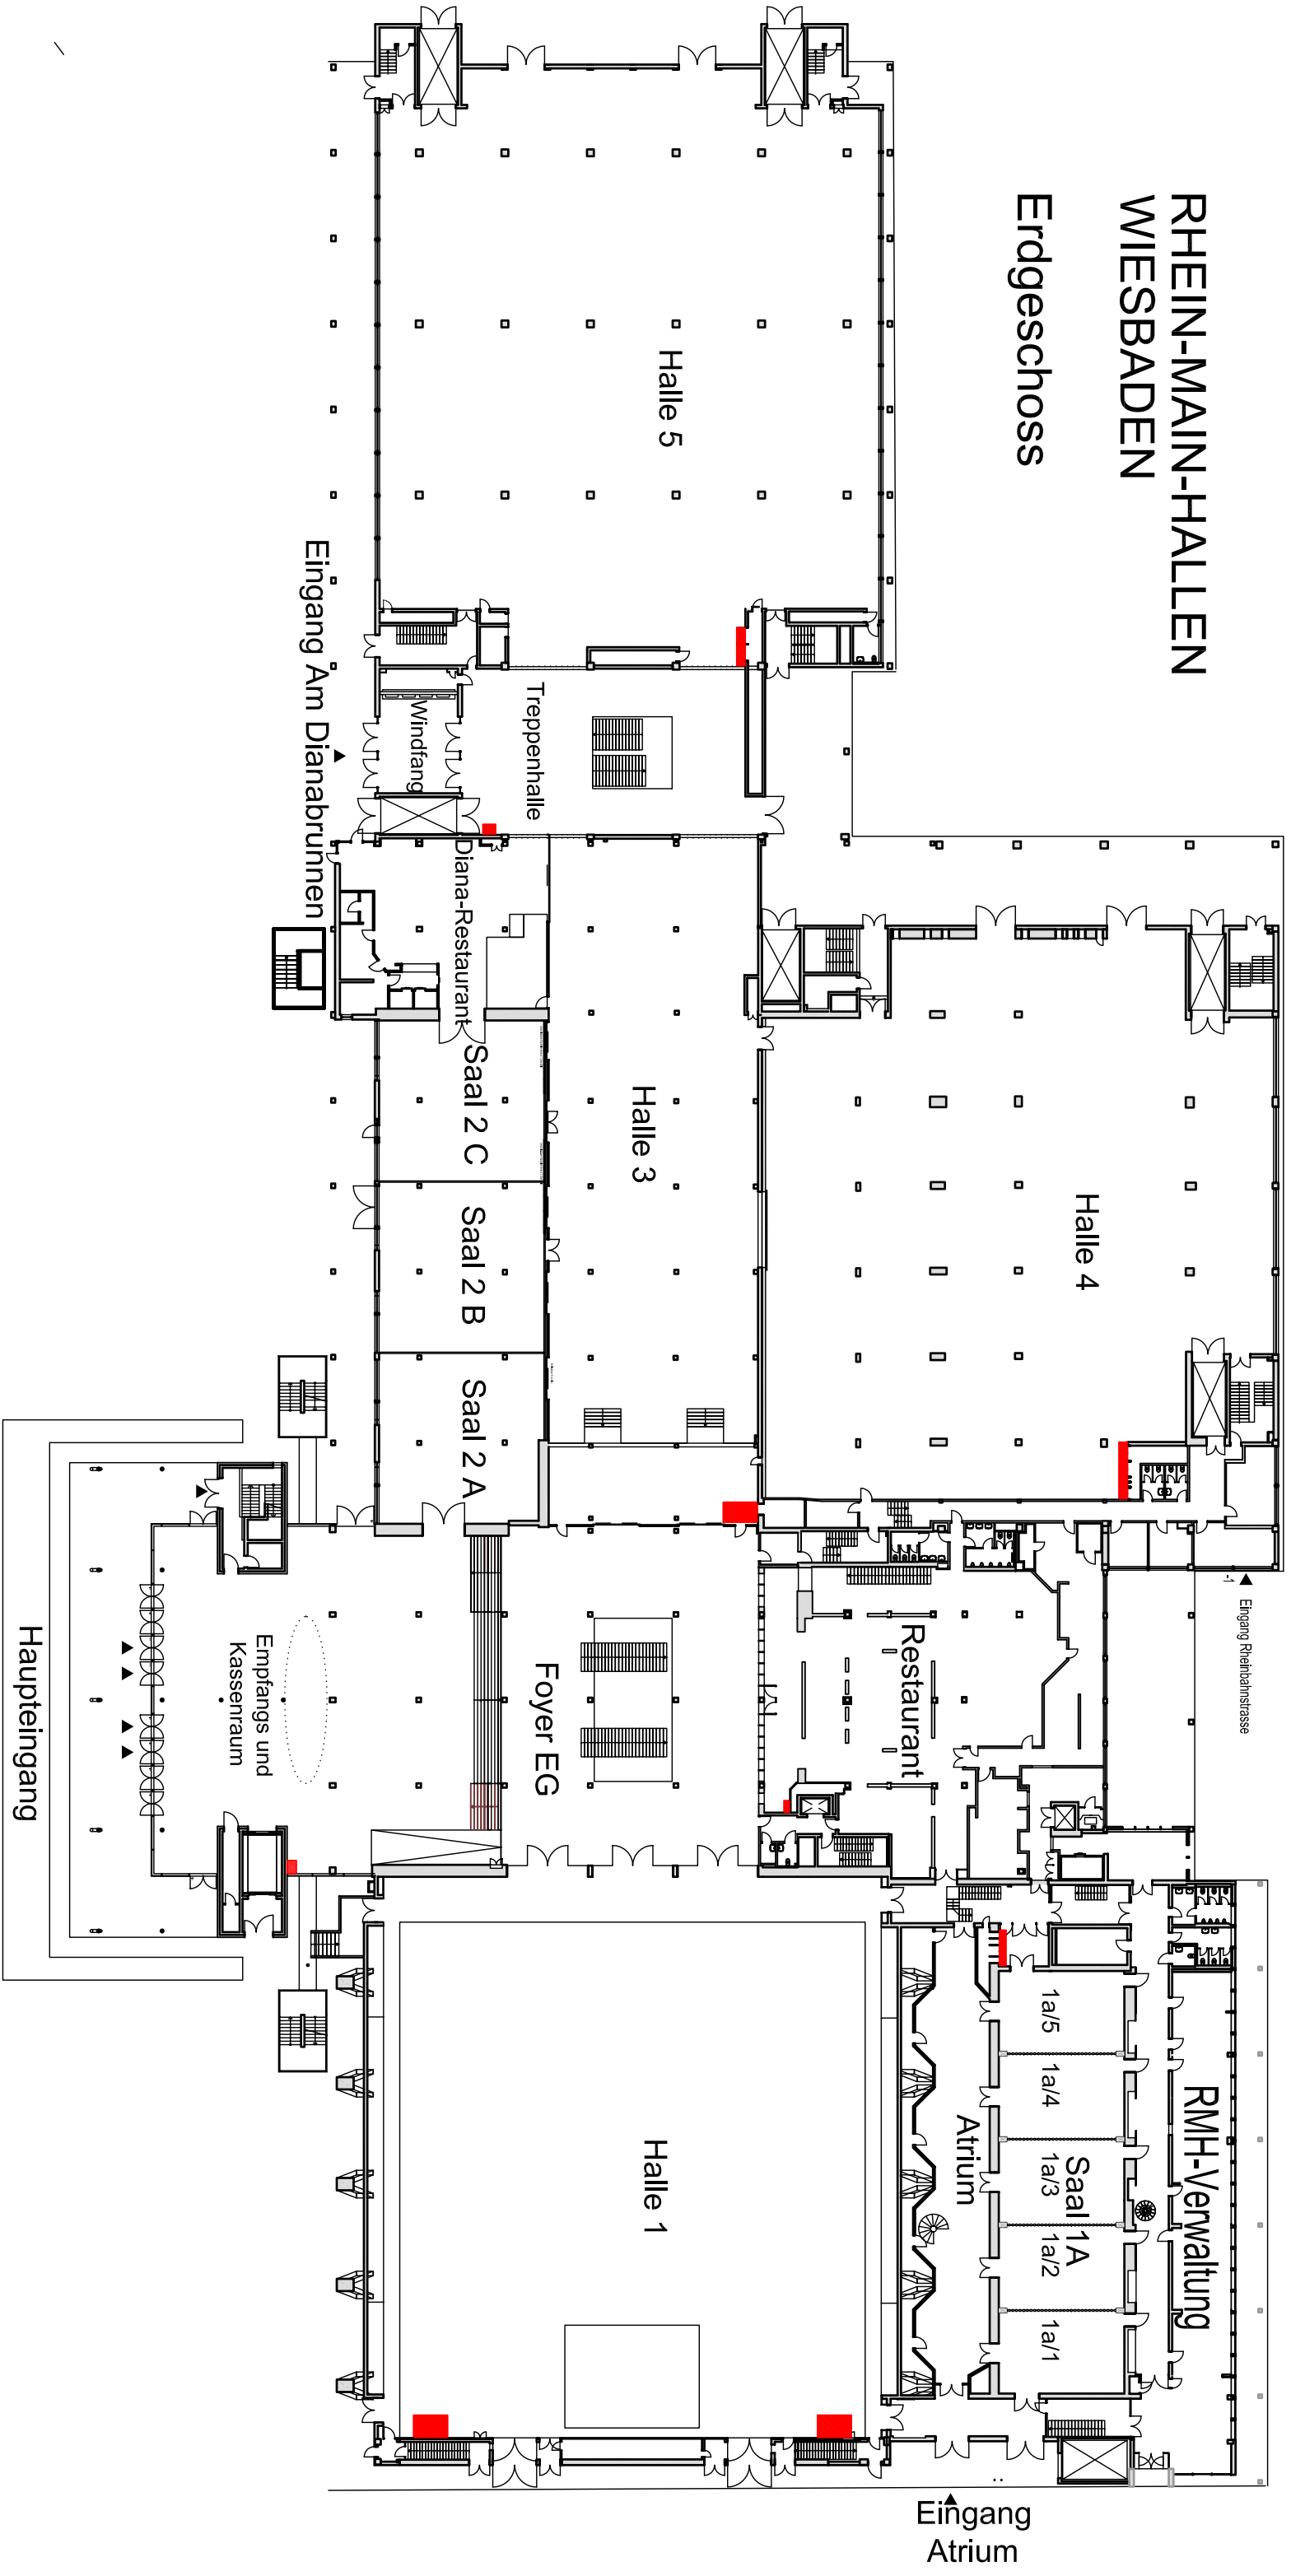 RHEIN-MAIN-HALLEN
WIESBADEN
Erdgeschoss
Halle 5
Eingang Am Dianabrunnen
Windfang
Treppenhalle
Diana-Restaurant
Saal 2 C
Saal 2 B
Saal 2 A
Halle 3
Halle 4
-1
Eingang Rheinbahnstrasse
Restaurant
Foyer EG
Empfangs und
Kassenraum
Haupteingang
Halle 1
Atrium
Saal 1A
1a/5
1a/4
1a/3
1a/2
1a/1
RMH-Verwaltung
Eingang
Atrium